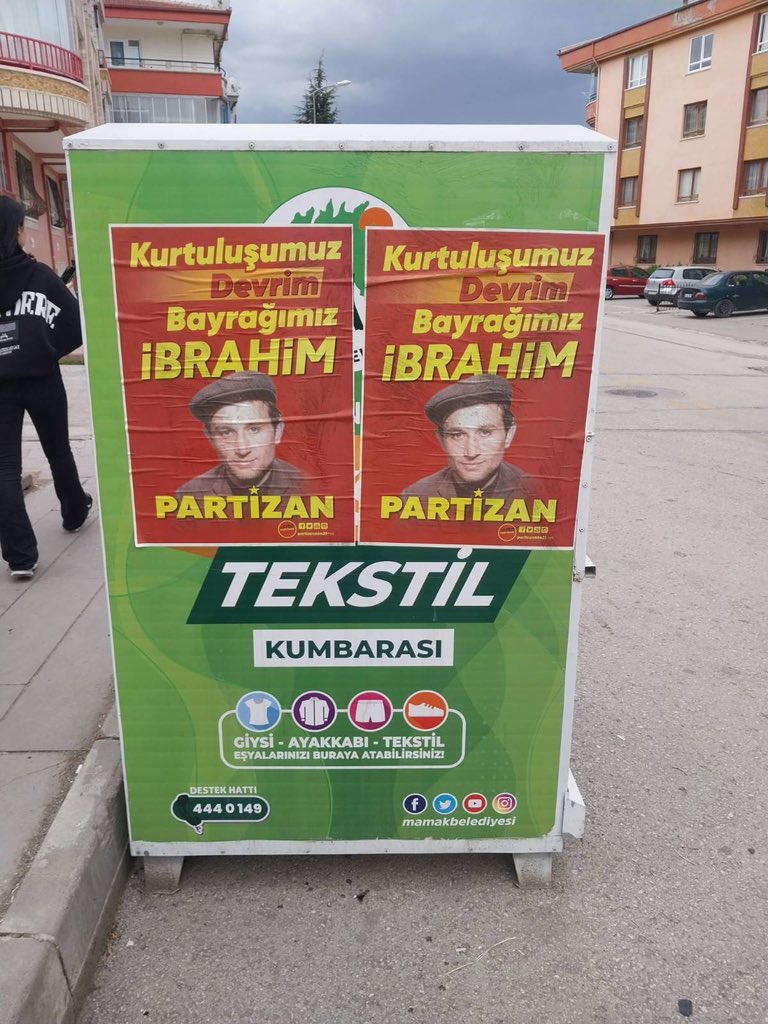 Kurtuluşumuz
Devrim
Bayrağımız
İBRAHİM
PARTİZAN
Kurtuluşumuz
Devrim
Bayrağımız
İBRAHİM
PARTİZAN
TEKSTİL
KUMBARASI
GİYSİ - AYAKKABI - TEKSTİL
EŞYALARINIZI BURAYA ATABİLİRSİNİZ!
DESTEK HATTI
444 0 149
mamakbelediyesi